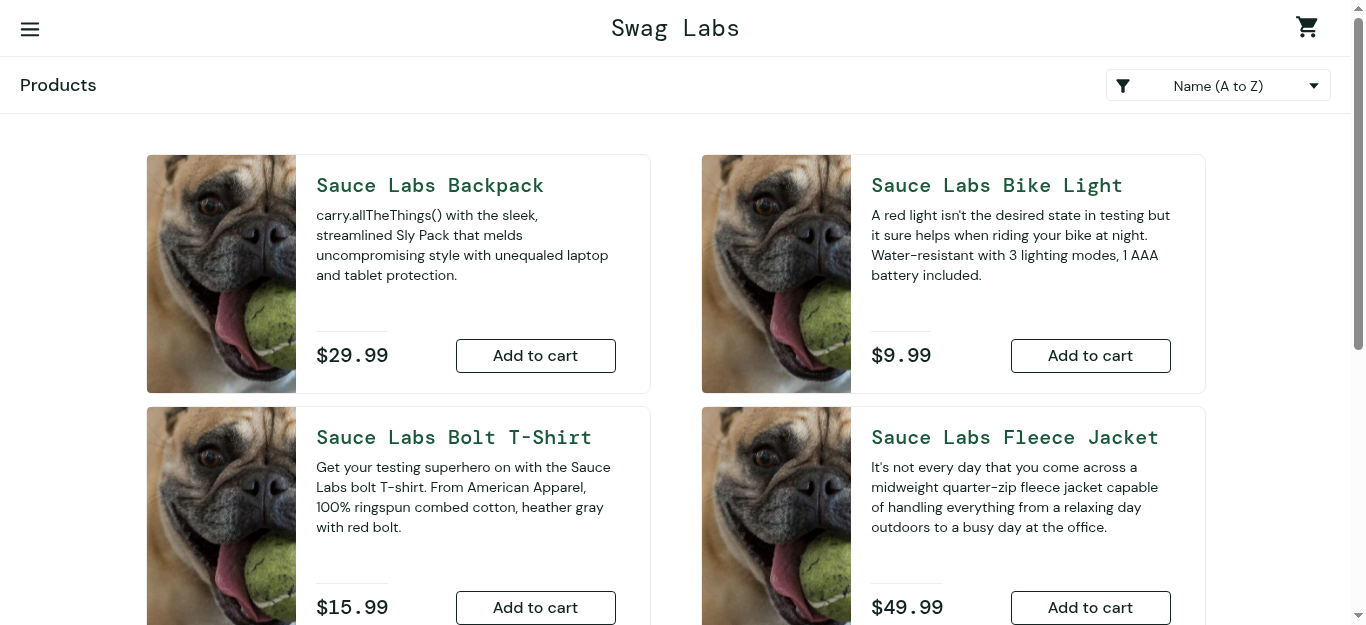 Swag Labs
Products
Name (A to Z)
Sauce Labs Backpack
carry.allTheThings() with the sleek,
streamlined Sly Pack that melds
uncompromising style with unequaled laptop
and tablet protection.
$29.99
Add to cart
Sauce Labs Bike Light
A red light isn't the desired state in testing but
it sure helps when riding your bike at night.
Water-resistant with 3 lighting modes, 1 AAA
battery included.
$9.99
Add to cart
Sauce Labs Bolt T-Shirt
Get your testing superhero on with the Sauce
Labs bolt T-shirt. From American Apparel,
100% ringspun combed cotton, heather gray
with red bolt.
$15.99
Add to cart
Sauce Labs Fleece Jacket
It's not every day that you come across a
midweight quarter-zip fleece jacket capable
of handling everything from a relaxing day
outdoors to a busy day at the office.
$49.99
Add to cart